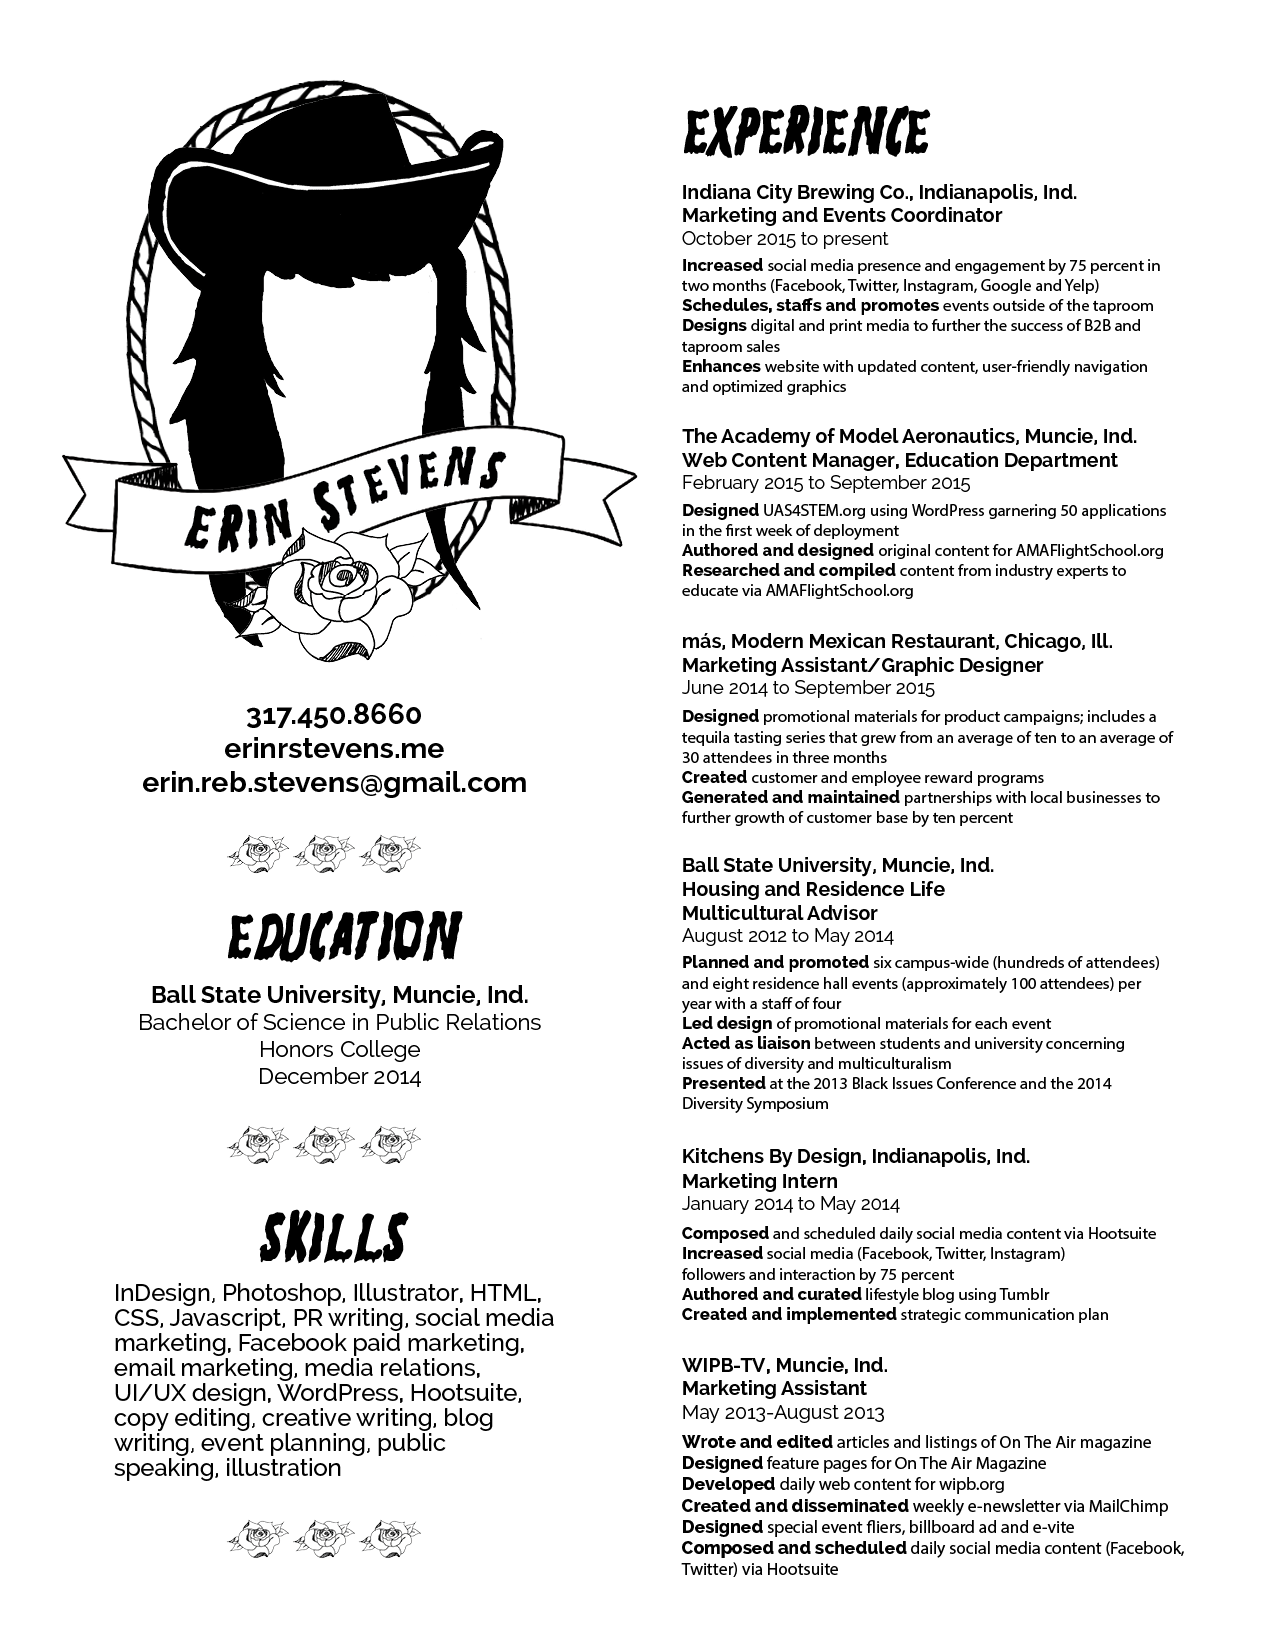 ERIN STEVENS
317.450.8660
erinrstevens.me
erin.reb.stevens@gmail.com
EDUCATION
Ball State University, Muncie, Ind.
Bachelor of Science in Public Relations
Honors College
December 2014
SKILLS
InDesign, Photoshop, Illustrator, HTML,
CSS, Javascript, PR writing, social media
marketing, Facebook paid marketing,
email marketing, media relations,
UI/UX design, WordPress, Hootsuite,
copy editing, creative writing, blog
writing, event planning, public
speaking, illustration
EXPERIENCE
Indiana City Brewing Co., Indianapolis, Ind.
Marketing and Events Coordinator
October 2015 to present
Increased social media presence and engagement by 75 percent in
two months (Facebook, Twitter, Instagram, Google and Yelp)
Schedules, staffs and promotes events outside of the taproom
Designs digital and print media to further the success of B2B and
taproom sales
Enhances website with updated content, user-friendly navigation
and optimized graphics
The Academy of Model Aeronautics, Muncie, Ind.
Web Content Manager, Education Department
February 2015 to September 2015
Designed UAS4STEM.org using WordPress garnering 50 applications
in the first week of deployment
Authored and designed original content for AMAFlightSchool.org
Researched and compiled content from industry experts to
educate via AMAFlightSchool.org
más, Modern Mexican Restaurant, Chicago, Ill.
Marketing Assistant/Graphic Designer
June 2014 to September 2015
Designed promotional materials for product campaigns; includes a
tequila tasting series that grew from an average of ten to an average of
30 attendees in three months
Created customer and employee reward programs
Generated and maintained partnerships with local businesses to
further growth of customer base by ten percent
Ball State University, Muncie, Ind.
Housing and Residence Life
Multicultural Advisor
August 2012 to May 2014
Planned and promoted six campus-wide (hundreds of attendees)
and eight residence hall events (approximately 100 attendees) per
year with a staff of four
Led design of promotional materials for each event
Acted as liaison between students and university concerning
issues of diversity and multiculturalism
Presented at the 2013 Black Issues Conference and the 2014
Diversity Symposium
Kitchens By Design, Indianapolis, Ind.
Marketing Intern
January 2014 to May 2014
Composed and scheduled daily social media content via Hootsuite
Increased social media (Facebook, Twitter, Instagram)
followers and interaction by 75 percent
Authored and curated lifestyle blog using Tumblr
Created and implemented strategic communication plan
WIPB-TV, Muncie, Ind.
Marketing Assistant
May 2013-August 2013
Wrote and edited articles and listings of On The Air magazine
Designed feature pages for On The Air Magazine
Developed daily web content for wipb.org
Created and disseminated weekly e-newsletter via MailChimp
Designed special event fliers, billboard ad and e-vite
Composed and scheduled daily social media content (Facebook,
Twitter) via Hootsuite